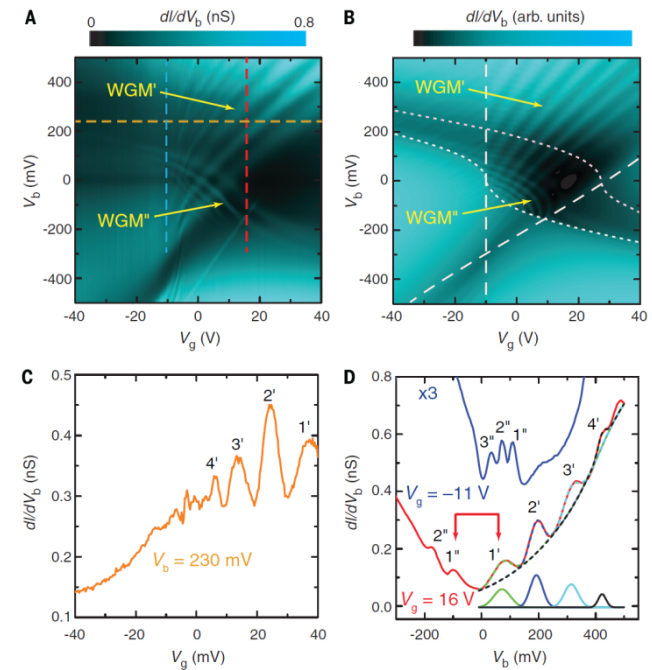 A
dI/dVb (nS)
0
0.8
WGM'
WGM"
400
200
0
-200
-400
Vb (mV)
-40
-20
0
20
40
Vg (V)
B
dI/dVb (arb. units)
WGM'
WGM"
400
200
0
-200
-400
Vb (mV)
-40
-20
0
20
40
Vg (V)
C
0.5
0.4
0.3
0.2
0.1
dI/dVb (nS)
4'
3'
2'
1'
Vb = 230 mV
-40
-20
0
20
40
Vg (mV)
D
0.8
0.6
0.4
0.2
0.0
dI/dVb (nS)
x3
3"
2"
1"
Vg = −11 V
2"
1"
1'
2'
3'
4'
Vg = 16 V
-200
0
200
400
Vb (mV)